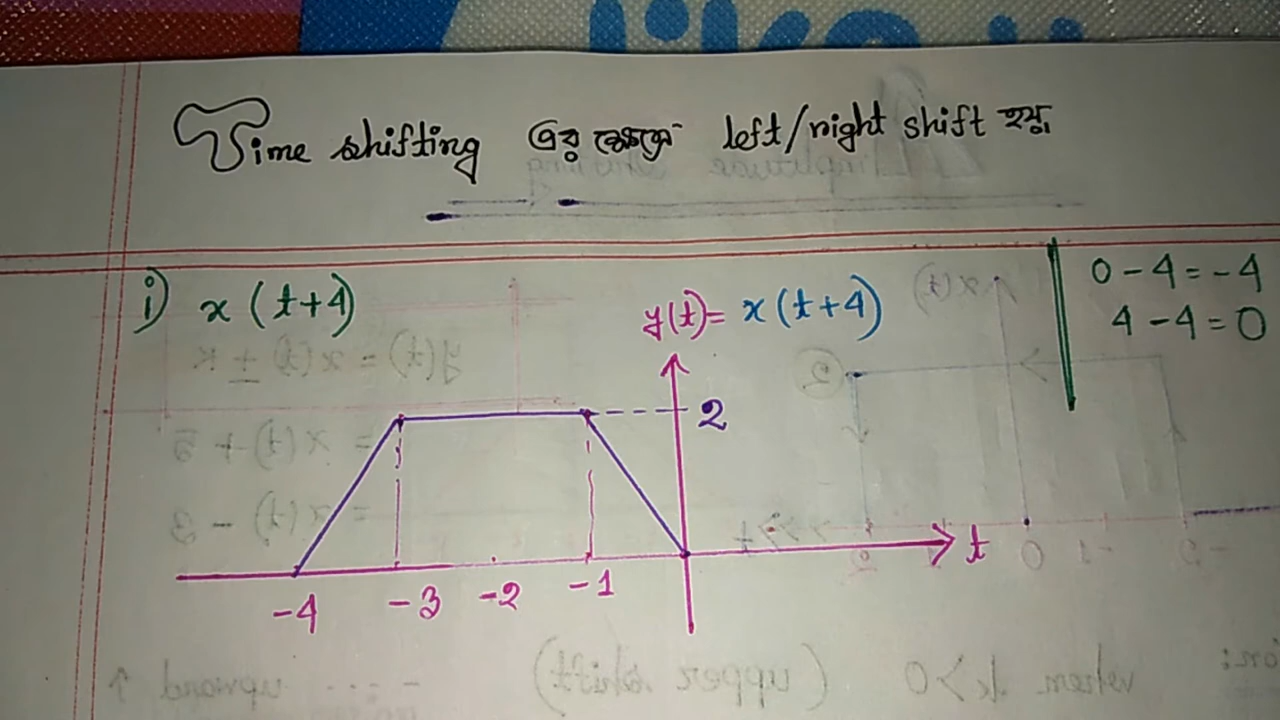 Time shifting এর ক্ষেত্রে left/right shift হয়।
i) x (t+4)
y(t)= x (t+4)
0-4=-4
4-4=0
2
t
-4 -3 -2 -1